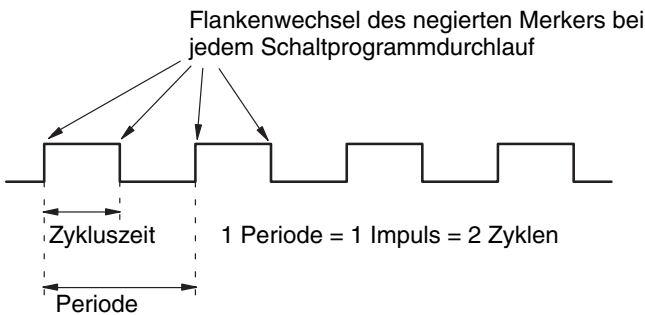 Flankenwechsel des negierten Merkers bei
jedem Schaltprogrammdurchlauf
Zykluszeit
1 Periode = 1 Impuls = 2 Zyklen
Periode